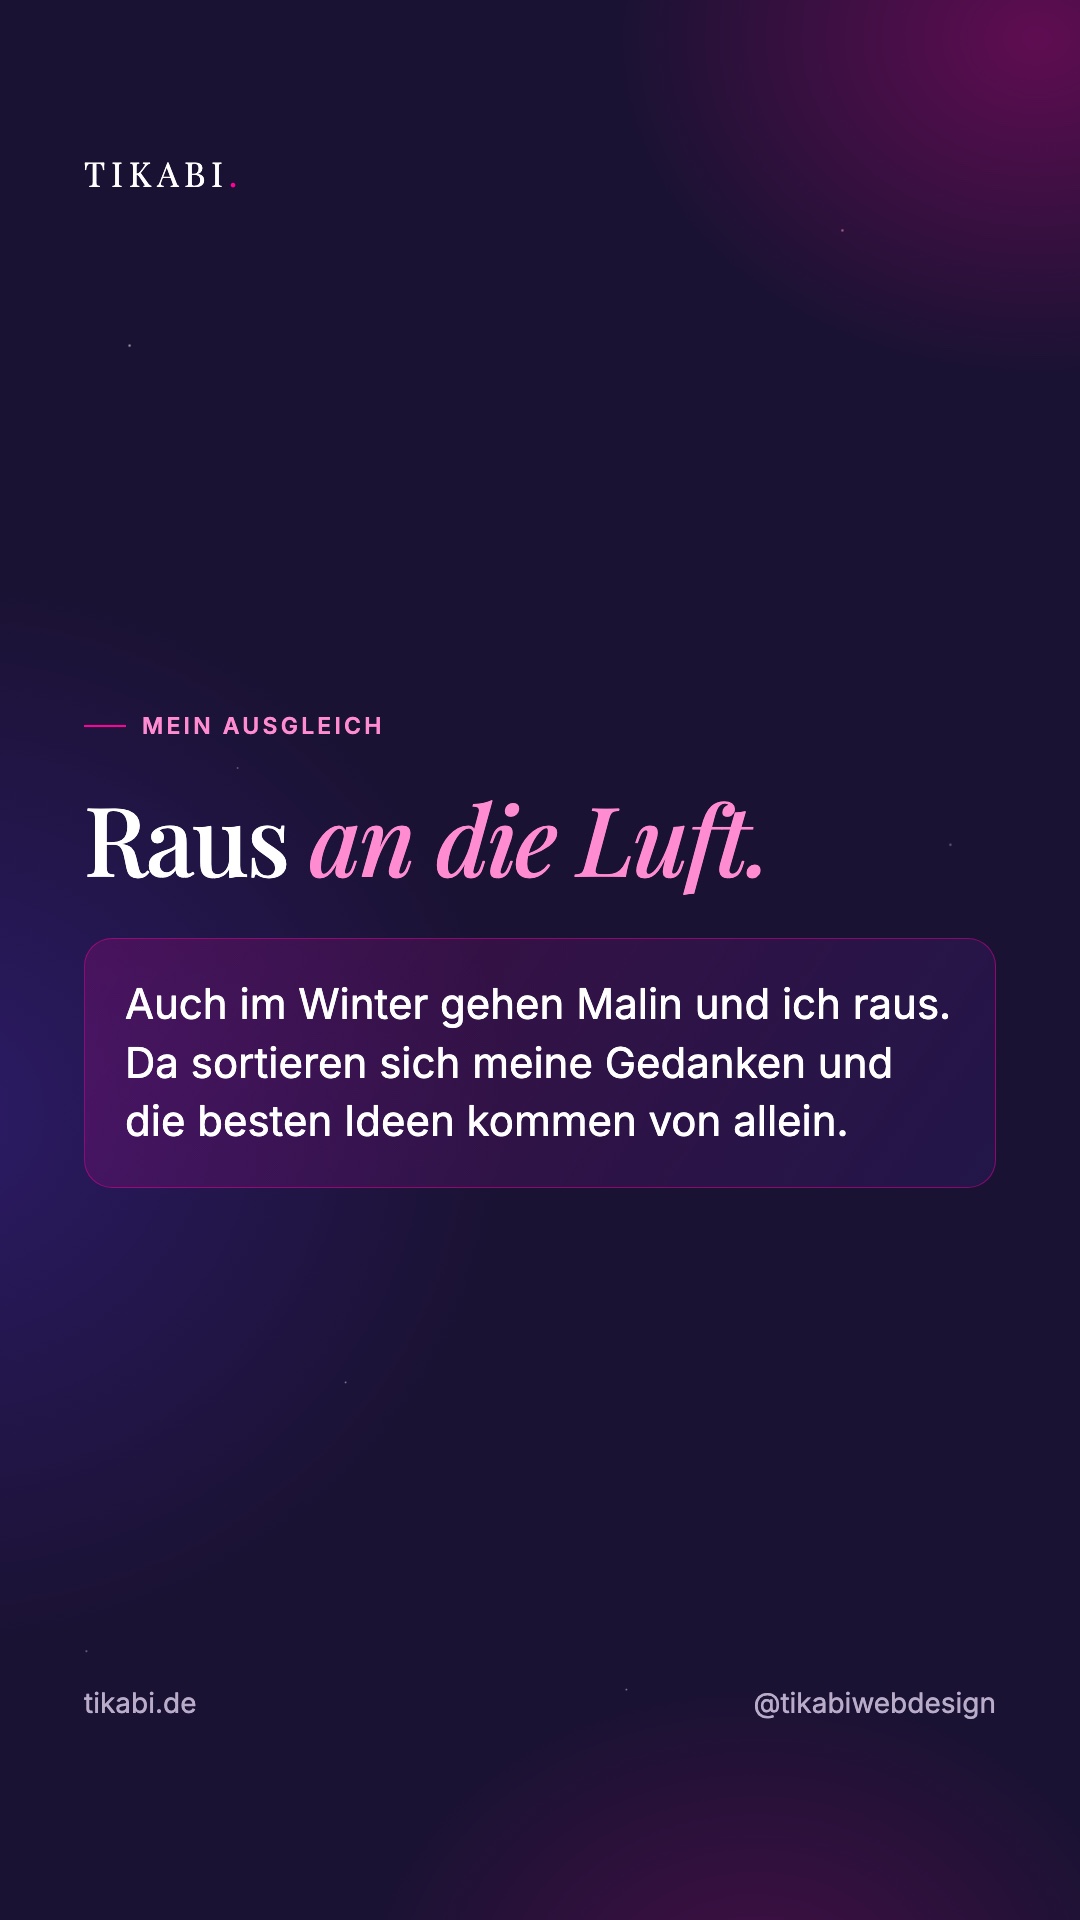 TIKABI.
MEIN AUSGLEICH
Raus an die Luft.
Auch im Winter gehen Malin und ich raus.
Da sortieren sich meine Gedanken und
die besten Ideen kommen von allein.
tikabi.de
@tikabiwebdesign